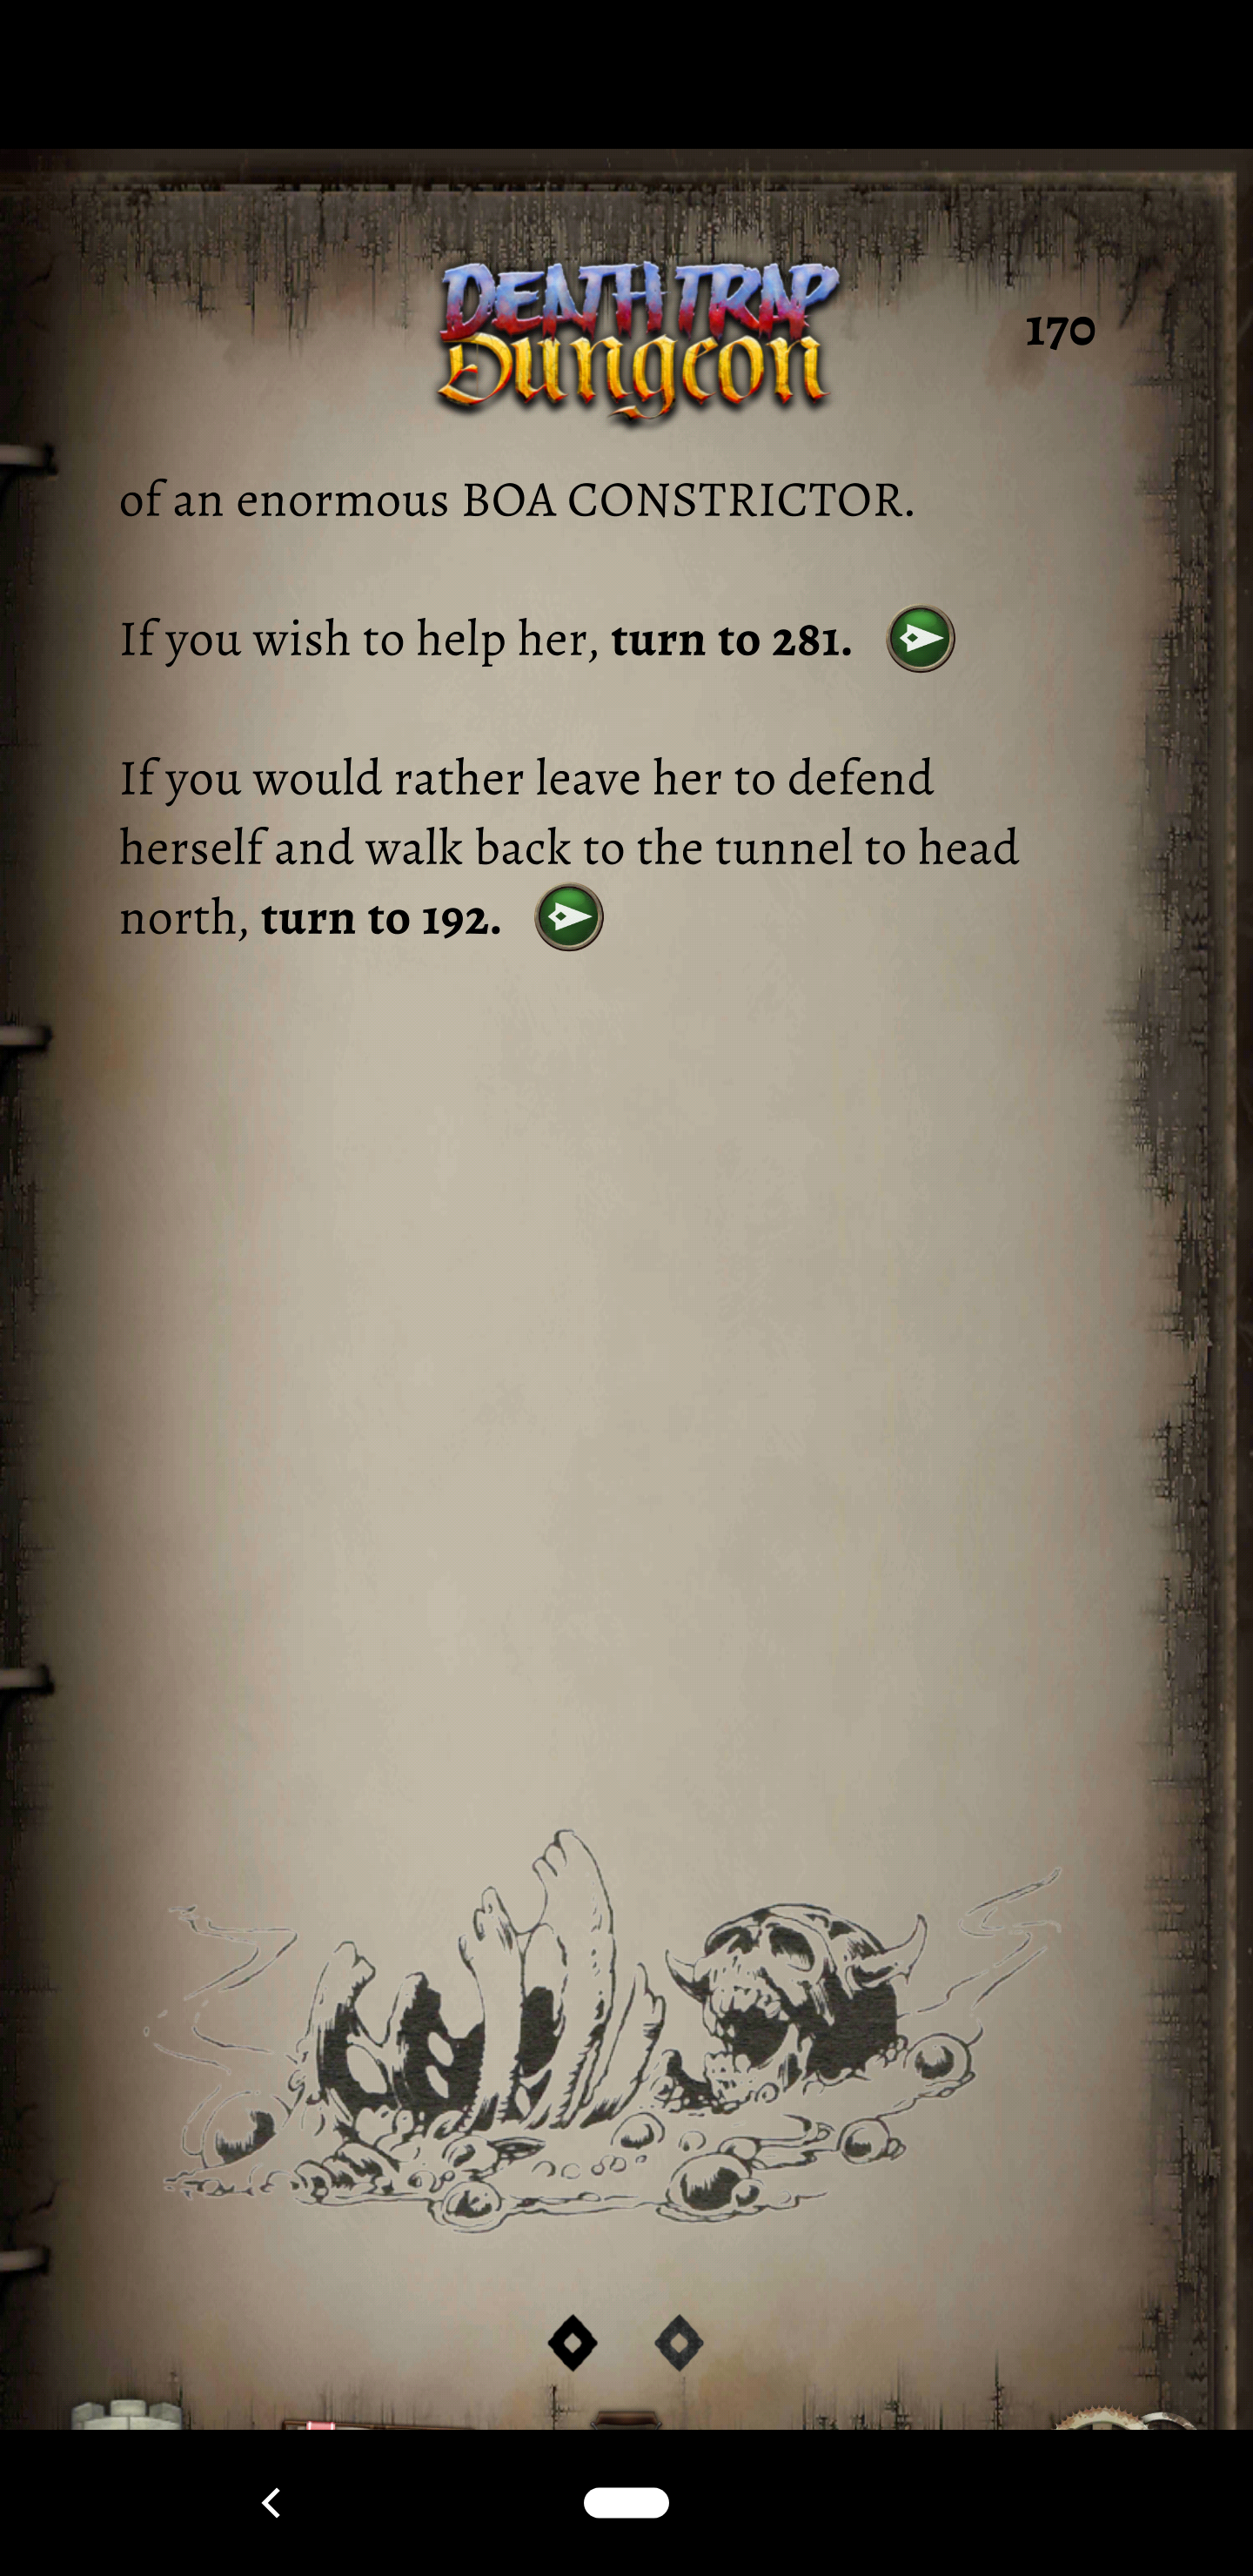 DEATHTRAP
Dungeon
170
of an enormous BOA CONSTRICTOR.
If you wish to help her, turn to 281.
If you would rather leave her to defend
herself and walk back to the tunnel to head
north, turn to 192.